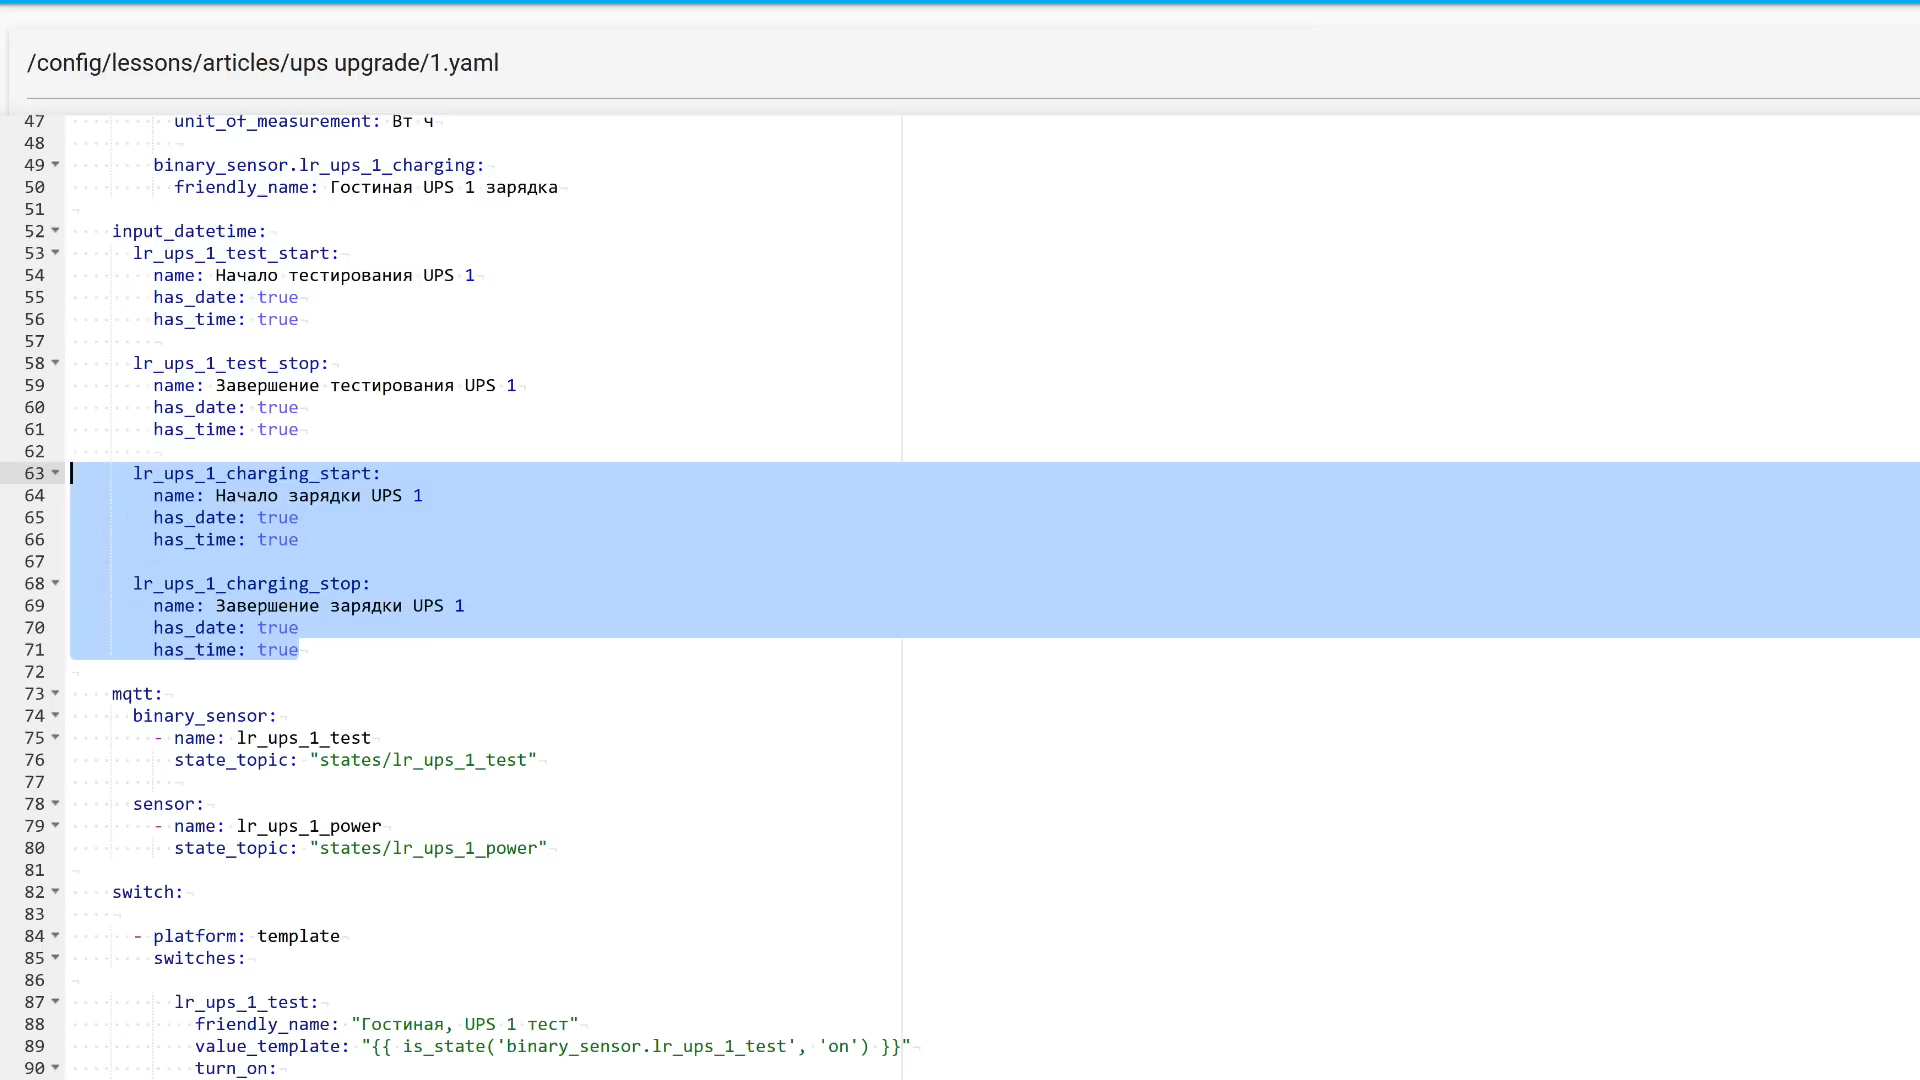 /config/lessons/articles/ups upgrade/1.yaml
47 unit_of_measurement: Вт ч
48
49 binary_sensor.lr_ups_1_charging:
50 friendly_name: Гостиная UPS 1 зарядка
51
52 input_datetime:
53 lr_ups_1_test_start:
54 name: Начало тестирования UPS 1
55 has_date: true
56 has_time: true
57
58 lr_ups_1_test_stop:
59 name: Завершение тестирования UPS 1
60 has_date: true
61 has_time: true
62
63 lr_ups_1_charging_start:
64 name: Начало зарядки UPS 1
65 has_date: true
66 has_time: true
67
68 lr_ups_1_charging_stop:
69 name: Завершение зарядки UPS 1
70 has_date: true
71 has_time: true
72
73 mqtt:
74 binary_sensor:
75 - name: lr_ups_1_test
76 state_topic: "states/lr_ups_1_test"
77
78 sensor:
79 - name: lr_ups_1_power
80 state_topic: "states/lr_ups_1_power"
81
82 switch:
83
84 - platform: template
85 switches:
86
87 lr_ups_1_test:
88 friendly_name: "Гостиная, UPS 1 тест"
89 value_template: "{{ is_state('binary_sensor.lr_ups_1_test', 'on') }}"
90 turn_on: